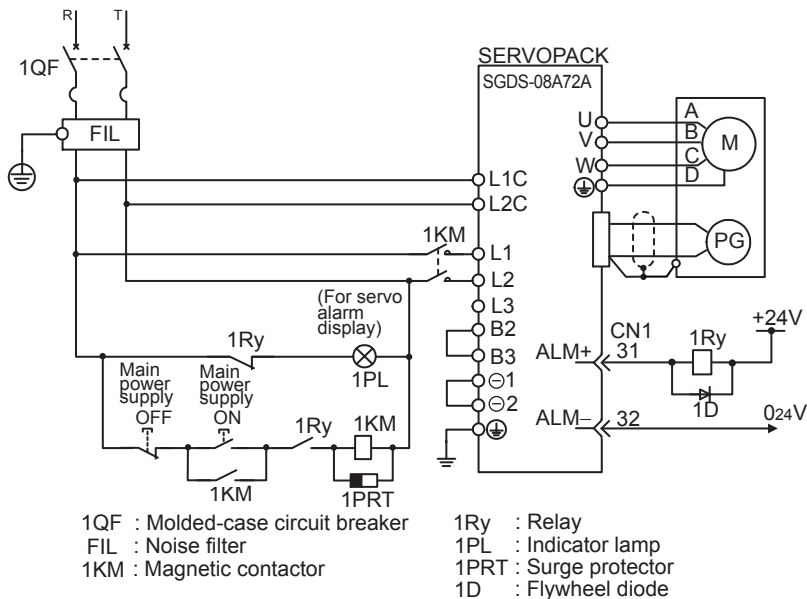 R T
1QF
FIL
SERVOPACK
SGDS-08A72A
U
V
W
A
B
C
D
M
PG
L1C
L2C
1KM
L1
L2
L3
B2
B3
⊖1
⊖2
(For servo
alarm
display)
1Ry
1PL
Main
power
supply
OFF
Main
power
supply
ON
1Ry
1KM
1KM
1PRT
CN1
ALM+ 31
1Ry
+24V
1D
ALM− 32
024V
1QF : Molded-case circuit breaker
FIL : Noise filter
1KM : Magnetic contactor
1Ry : Relay
1PL : Indicator lamp
1PRT : Surge protector
1D : Flywheel diode